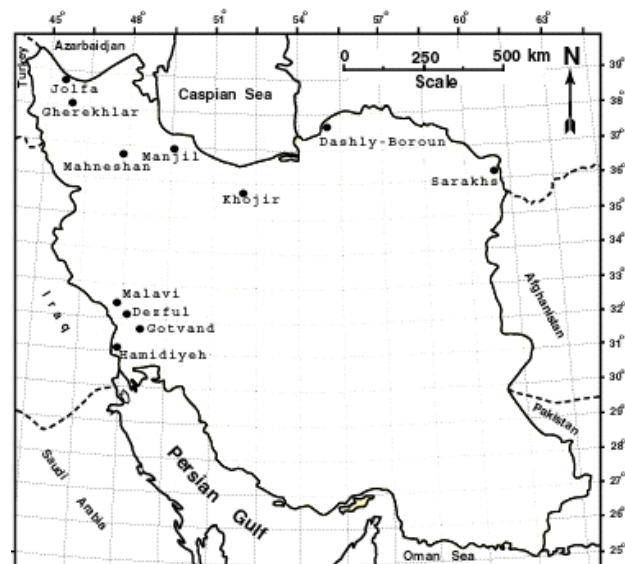 45° 48° 51° 54° 57° 60° 63°
Azarbaidjan
Turkey
0 250 500 km
Scale
N
Caspian Sea
Jolfa
Gherekhlar
Dashly-Boroun
Manjil
Mahneshan
Sarakhs
Khojir
39°
38°
37°
36°
35°
34°
33°
32°
31°
30°
29°
28°
27°
26°
25°
Malavi
Dezful
Gotvand
Hamidiyeh
Iraq
Afghanistan
Pakistan
Saudi Arabia
Persian Gulf
Oman Sea